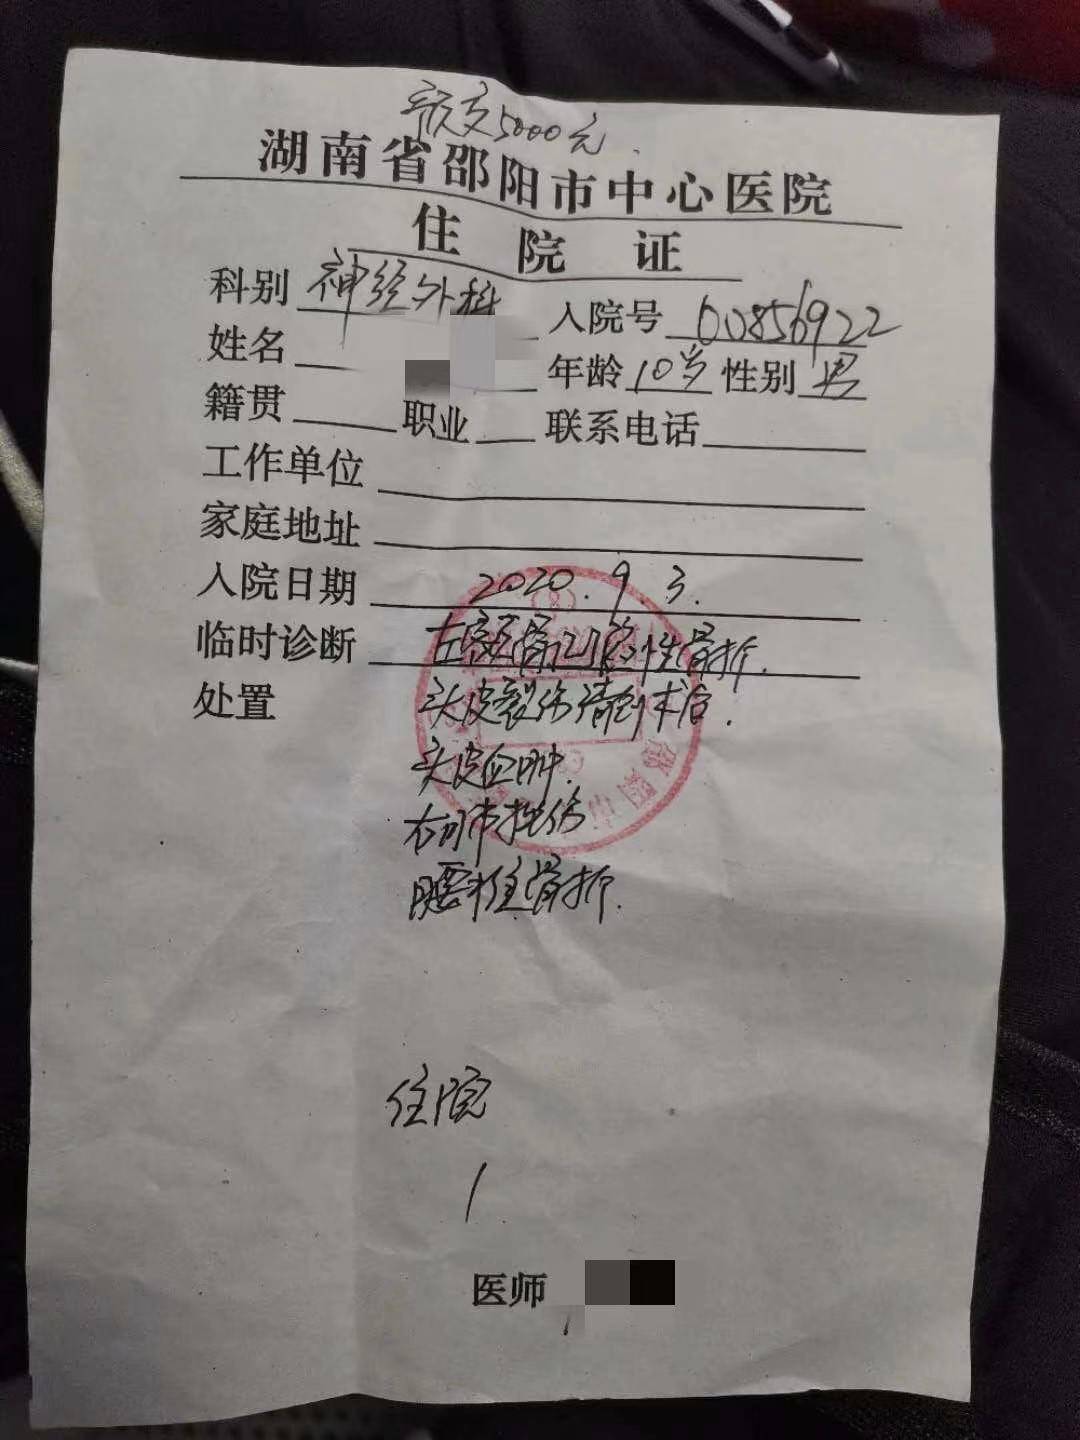 预交5000元.
湖南省邵阳市中心医院
住院证
科别 神经外科 入院号 00856922
姓名 年龄 10岁 性别 男
籍贯 职业 联系电话
工作单位
家庭地址
入院日期 2020.9.3.
临时诊断 左额骨凹陷性骨折.
处置 头皮裂伤清创术后.
头皮血肿.
右肺挫伤
腰椎骨折.
住院
医师